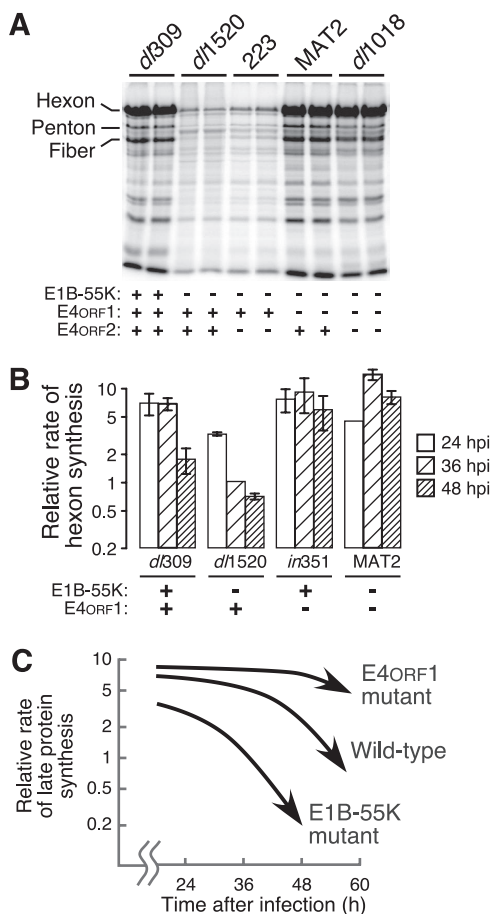 A
dl309 dl1520 223 MAT2 dl1018
Hexon
Penton
Fiber
E1B-55K: + + - - - - - - - -
E4ORF1: + + + + + + - - - -
E4ORF2: + + + + - - + + - -
B
Relative rate of hexon synthesis
10
5
2
1
0.5
0.2
24 hpi
36 hpi
48 hpi
dl309 dl1520 in351 MAT2
E1B-55K: + - + -
E4ORF1: + + - -
C
Relative rate of late protein synthesis
10
5
2
1
0.5
0.2
E4ORF1 mutant
Wild-type
E1B-55K mutant
24 36 48 60
Time after infection (h)